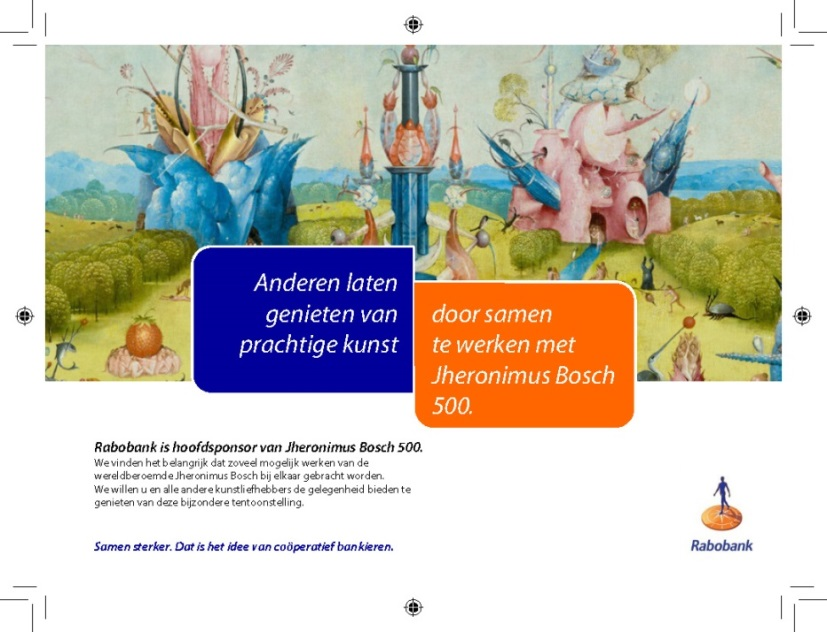 Anderen laten
genieten van
prachtige kunst
door samen
te werken met
Jheronimus Bosch
500.
Rabobank is hoofdsponsor van Jheronimus Bosch 500.
We vinden het belangrijk dat zoveel mogelijk werken van de
wereldberoemde Jheronimus Bosch bij elkaar gebracht worden.
We willen u en alle andere kunstliefhebbers de gelegenheid bieden te
genieten van deze bijzondere tentoonstelling.
Samen sterker. Dat is het idee van coöperatief bankieren.
Rabobank